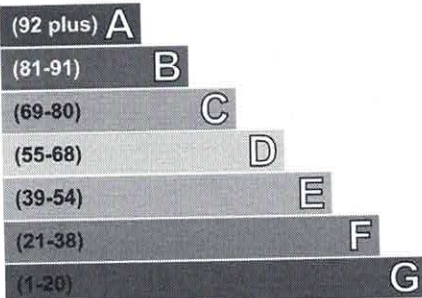 (92 plus) A
(81-91) B
(69-80) C
(55-68) D
(39-54) E
(21-38) F
(1-20) G